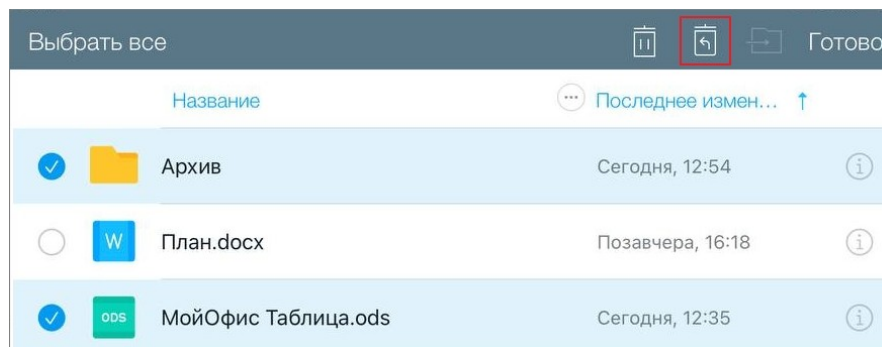 Выбрать все Готово
Название Последнее измен... ↑
Архив Сегодня, 12:54
W План.docx Позавчера, 16:18
ODS МойОфис Таблица.ods Сегодня, 12:35